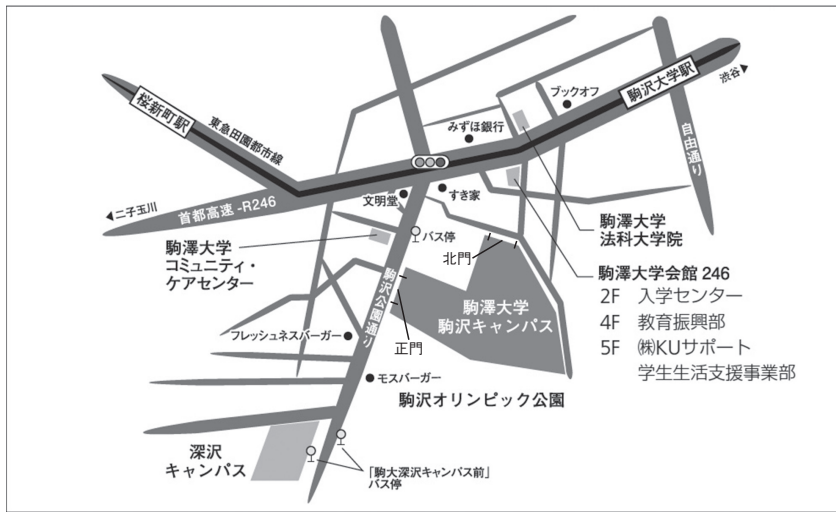 桜新町駅
東急田園都市線
二子玉川
首都高速-R246
みずほ銀行
ブックオフ
駒沢大学駅
渋谷
自由通り
文明堂
すき家
バス停
北門
駒澤大学
コミュニティ・
ケアセンター
駒澤大学
法科大学院
駒澤大学会館 246
2F 入学センター
4F 教育振興部
5F ㈱KUサポート
学生生活支援事業部
駒沢公園通り
正門
駒澤大学
駒沢キャンパス
フレッシュネスバーガー
モスバーガー
駒沢オリンピック公園
深沢
キャンパス
「駒大深沢キャンパス前」
バス停